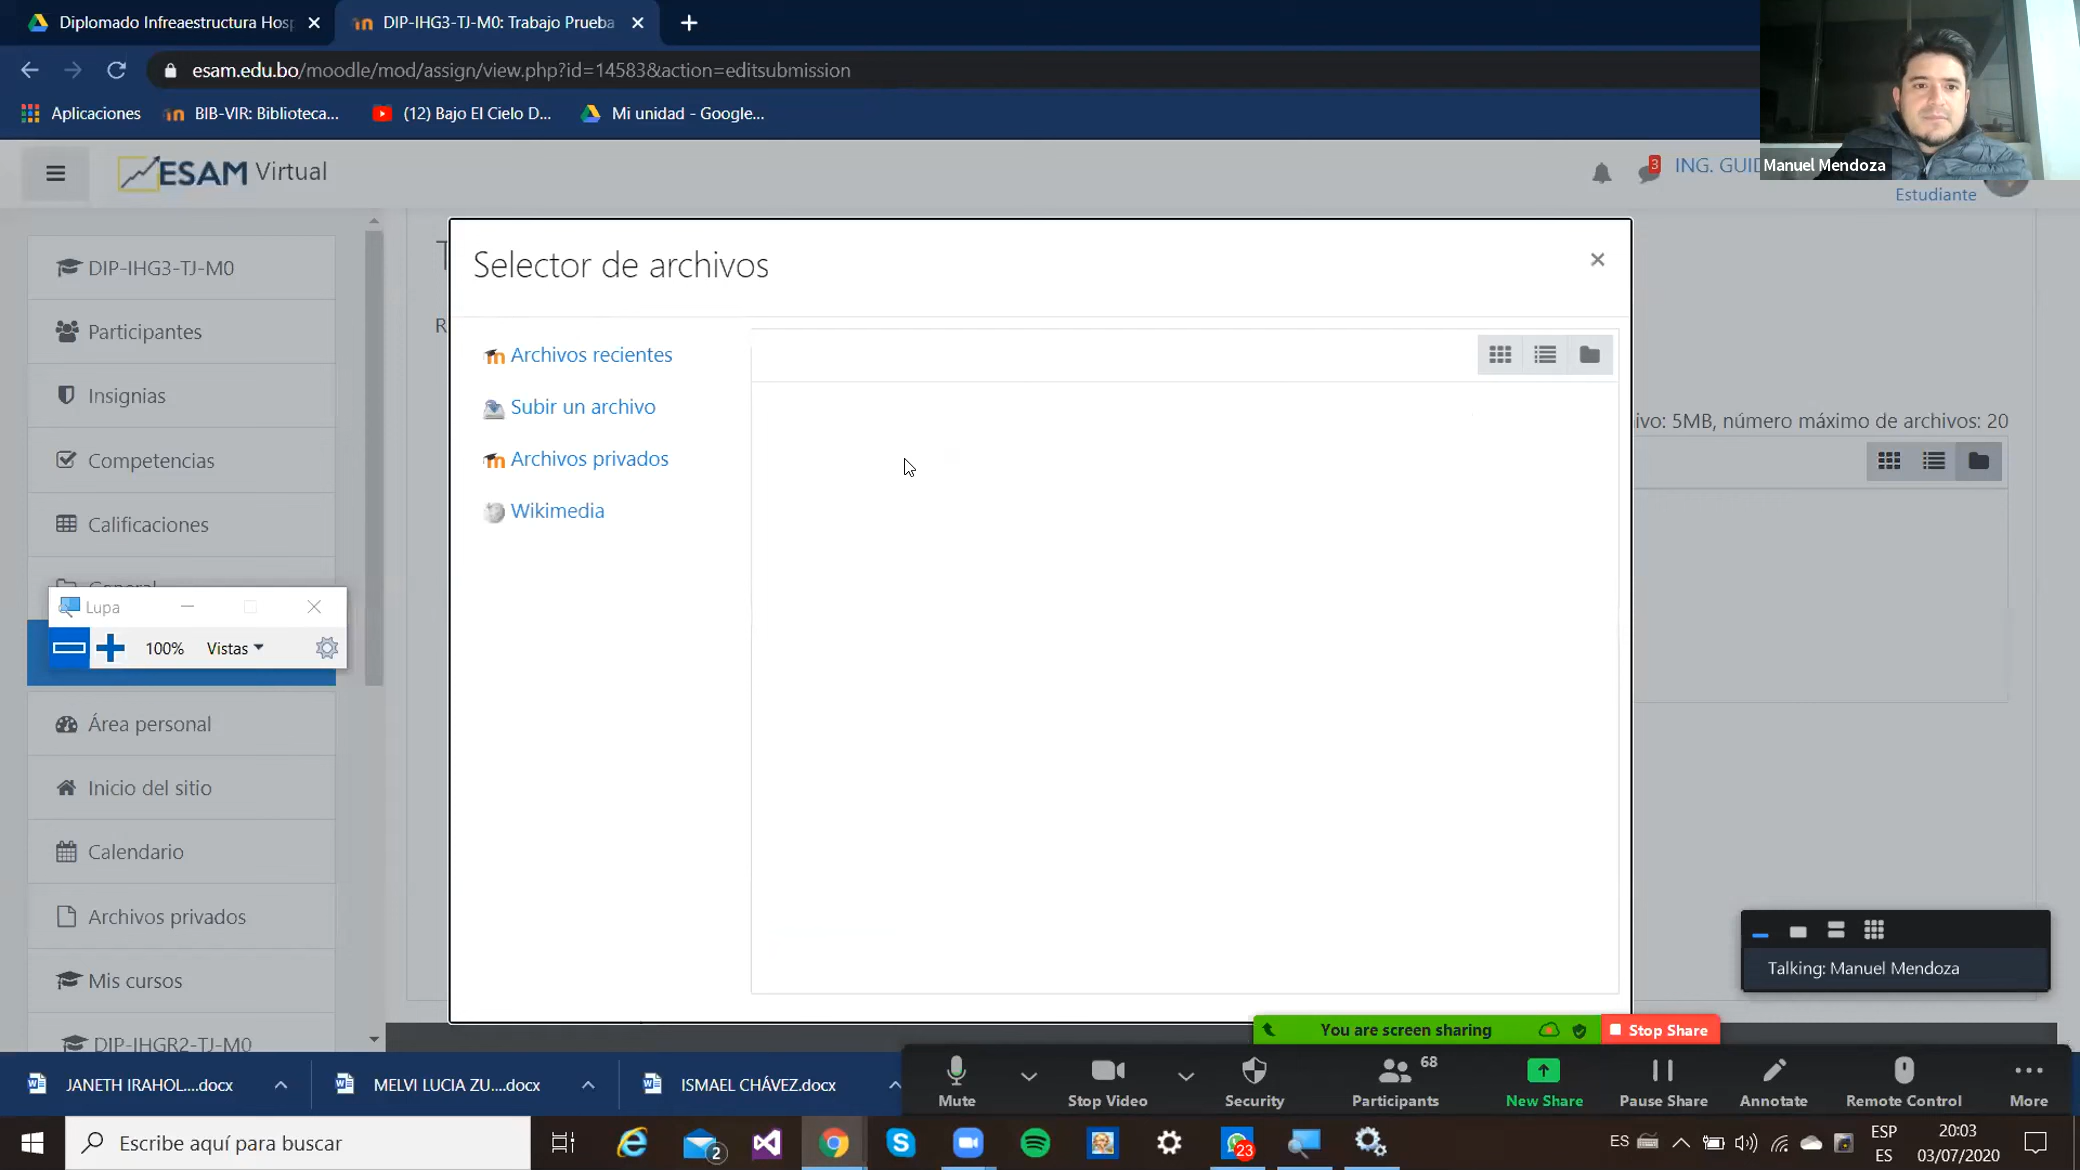 Diplomado Infreaestructura Hosp
DIP-IHG3-TJ-M0: Trabajo Prueba
esam.edu.bo/moodle/mod/assign/view.php?id=14583&action=editsubmission
Aplicaciones
BIB-VIR: Biblioteca...
(12) Bajo El Cielo D...
Mi unidad - Google...
Manuel Mendoza
ESAM Virtual
3
ING. GUID
Estudiante
DIP-IHG3-TJ-M0
Participantes
Insignias
Competencias
Calificaciones
General
Lupa
100%
Vistas
Área personal
Inicio del sitio
Calendario
Archivos privados
Mis cursos
DIP-IHGR2-TJ-M0
T
R
Selector de archivos
Archivos recientes
Subir un archivo
Archivos privados
Wikimedia
ivo: 5MB, número máximo de archivos: 20
Talking: Manuel Mendoza
You are screen sharing
Stop Share
JANETH IRAHOL....docx
MELVI LUCIA ZU....docx
ISMAEL CHÁVEZ.docx
Mute
Stop Video
Security
68
Participants
New Share
Pause Share
Annotate
Remote Control
More
Escribe aquí para buscar
2
23
ES
ESP
ES
20:03
03/07/2020